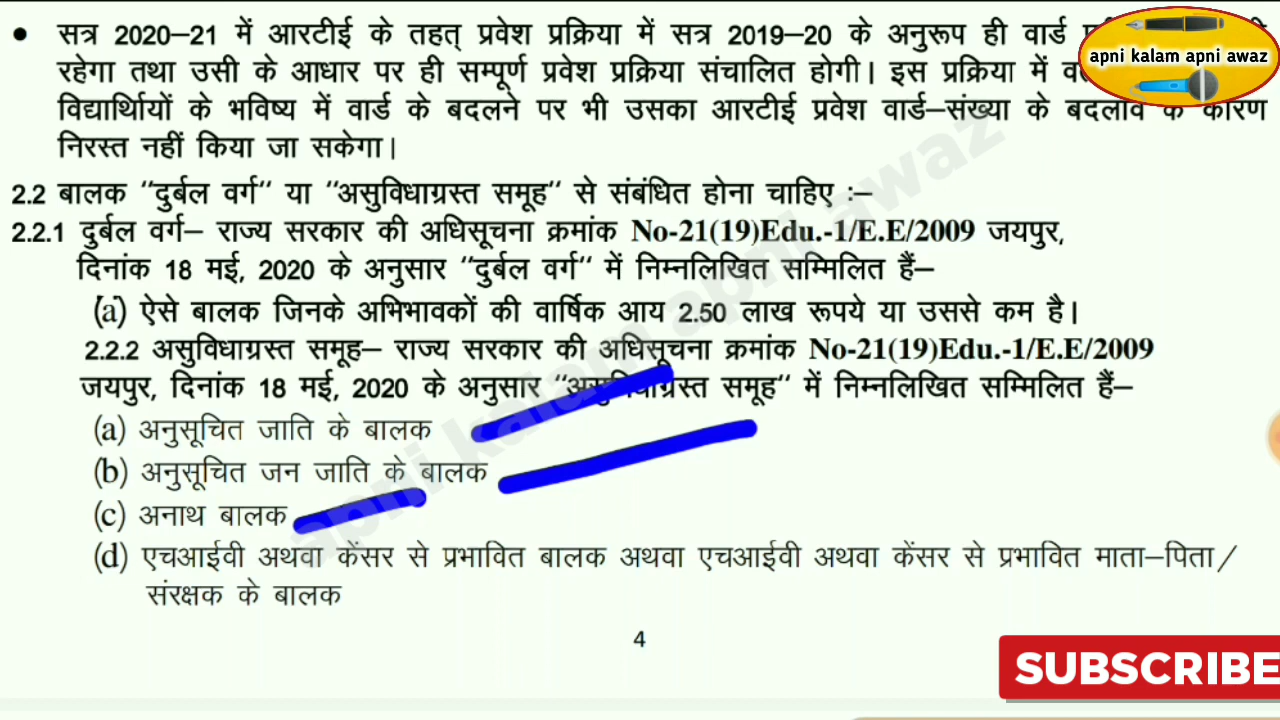 • सत्र 2020–21 में आरटीई के तहत् प्रवेश प्रक्रिया में सत्र 2019–20 के अनुरूप ही वार्ड
रहेगा तथा उसी के आधार पर ही सम्पूर्ण प्रवेश प्रक्रिया संचालित होगी। इस प्रक्रिया में
विद्यार्थियों के भविष्य में वार्ड के बदलने पर भी उसका आरटीई प्रवेश वार्ड–संख्या के बदलाव के कारण
निरस्त नहीं किया जा सकेगा।
2.2 बालक "दुर्बल वर्ग" या "असुविधाग्रस्त समूह" से संबंधित होना चाहिए :–
2.2.1 दुर्बल वर्ग– राज्य सरकार की अधिसूचना क्रमांक No-21(19)Edu.-1/E.E/2009 जयपुर,
दिनांक 18 मई, 2020 के अनुसार "दुर्बल वर्ग" में निम्नलिखित सम्मिलित हैं–
(a) ऐसे बालक जिनके अभिभावकों की वार्षिक आय 2.50 लाख रूपये या उससे कम है।
2.2.2 असुविधाग्रस्त समूह– राज्य सरकार की अधिसूचना क्रमांक No-21(19)Edu.-1/E.E/2009
जयपुर, दिनांक 18 मई, 2020 के अनुसार "असुविधाग्रस्त समूह" में निम्नलिखित सम्मिलित हैं–
(a) अनुसूचित जाति के बालक
(b) अनुसूचित जन जाति के बालक
(c) अनाथ बालक
(d) एचआईवी अथवा केंसर से प्रभावित बालक अथवा एचआईवी अथवा केंसर से प्रभावित माता–पिता/
संरक्षक के बालक
4
apni kalam apni awaz
apni kalam apni awaz
SUBSCRIBE